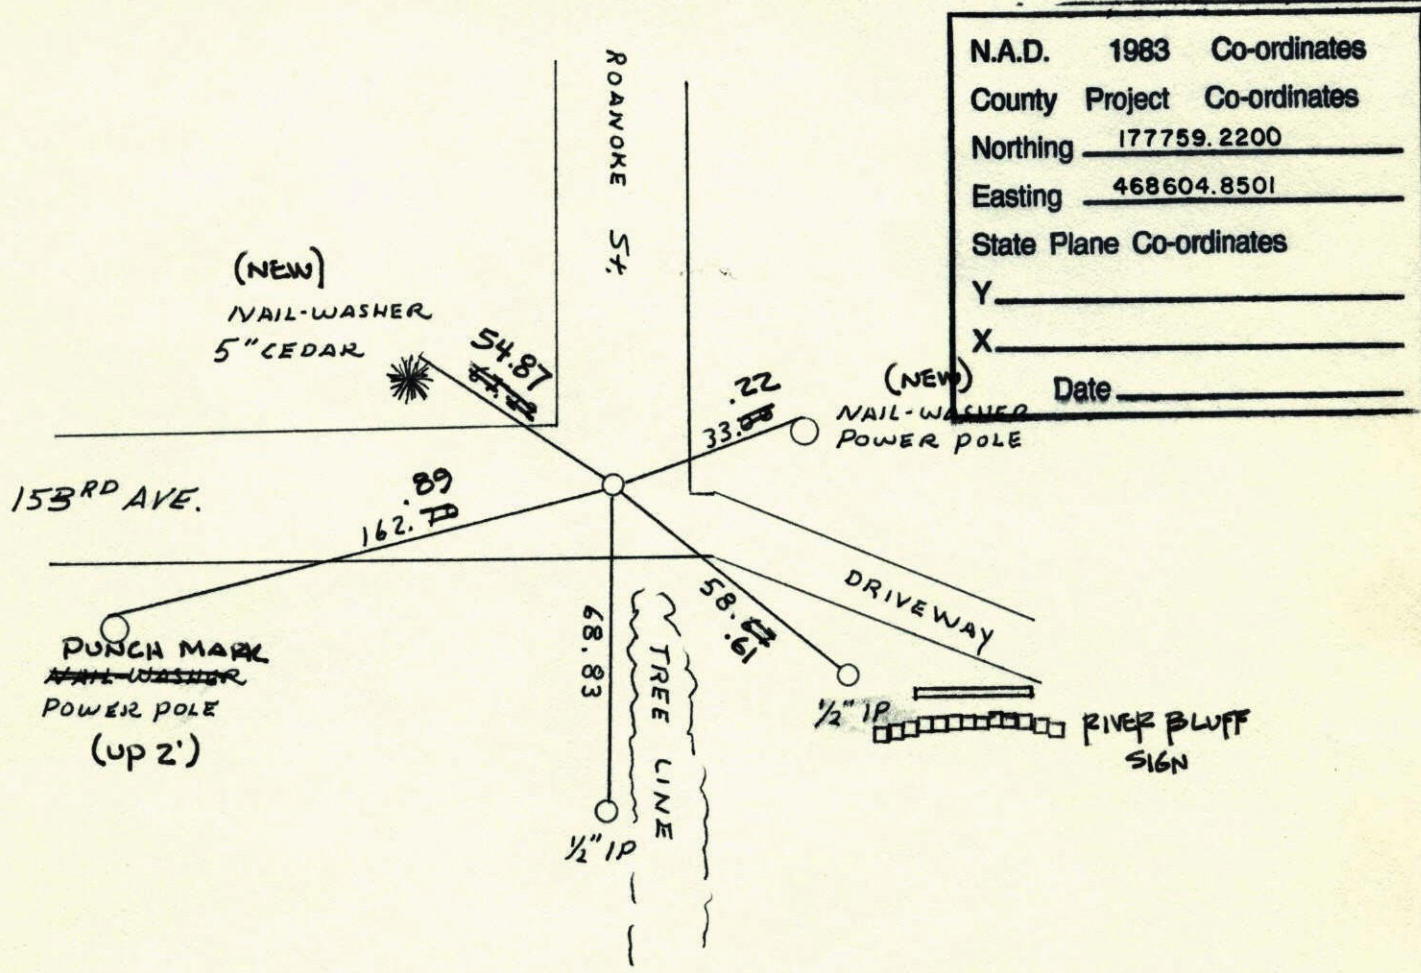 N.A.D. 1983 Co-ordinates
County Project Co-ordinates
Northing 177759.2200
Easting 468604.8501
State Plane Co-ordinates
Y
X
Date
ROANOKE St.
(NEW)
NAIL-WASHER
5" CEDAR
54.87
.22
33.00
(NEW)
NAIL-WASHER
POWER POLE
153RD AVE.
.89
162.70
DRIVEWAY
58.67
.61
68.83
TREE LINE
PUNCH MARK
NAIL-WASHER
POWER POLE
(UP 2')
1/2" IP
RIVER BLUFF
SIGN
1/2" IP